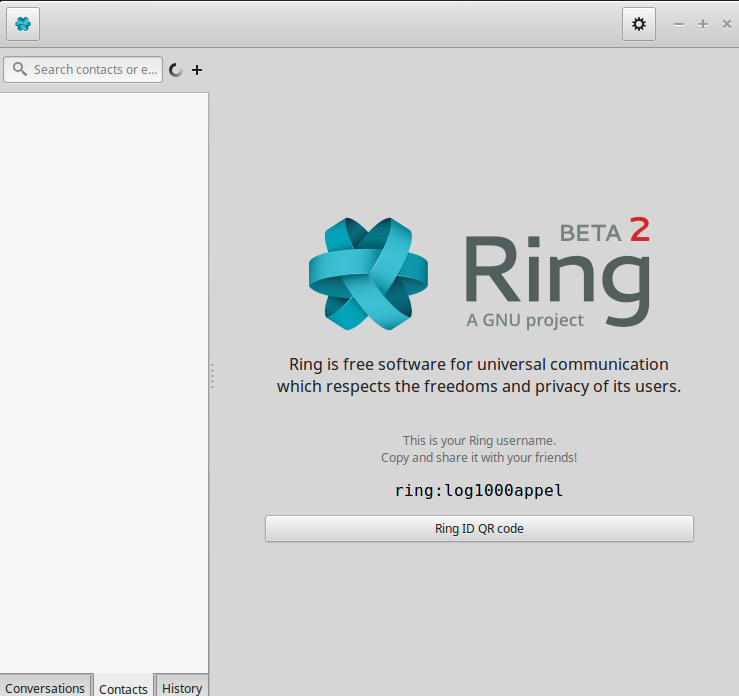 Search contacts or e...
BETA 2
Ring
A GNU project
Ring is free software for universal communication
which respects the freedoms and privacy of its users.
This is your Ring username.
Copy and share it with your friends!
ring:log1000appel
Ring ID QR code
Conversations
Contacts
History